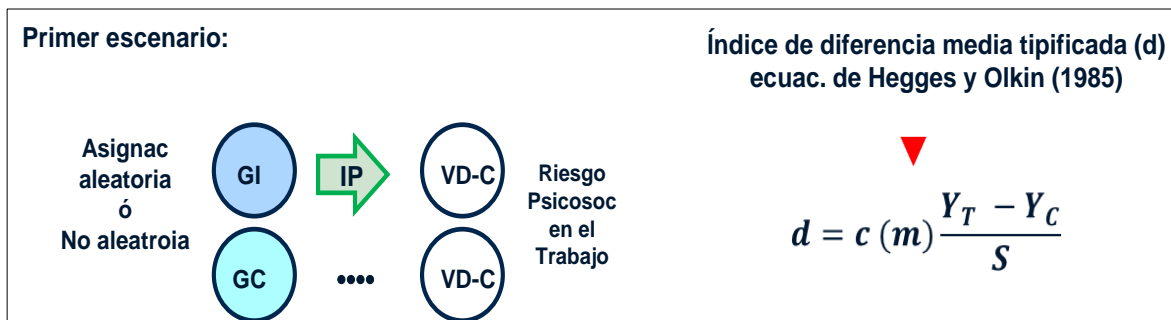 Primer escenario:
Índice de diferencia media tipificada (d)
ecuac. de Hegges y Olkin (1985)
Asignac
aleatoria
ó
No aleatroia
GI
IP
VD-C
GC
••••
VD-C
Riesgo
Psicosoc
en el
Trabajo
d = c (m) (Y_T − Y_C) / S